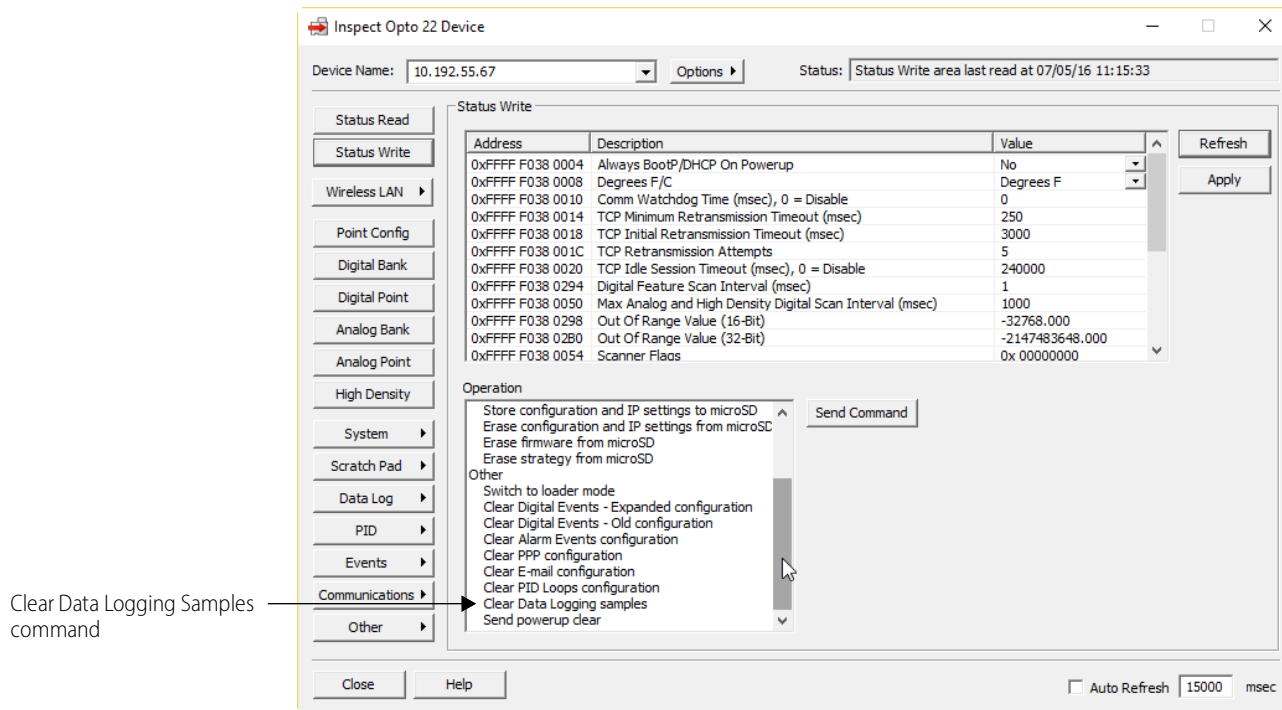 Inspect Opto 22 Device
Device Name: 10.192.55.67 Options Status: Status Write area last read at 07/05/16 11:15:33
Status Read
Status Write
Wireless LAN
Point Config
Digital Bank
Digital Point
Analog Bank
Analog Point
High Density
System
Scratch Pad
Data Log
PID
Events
Communications
Other
Status Write
Address Description Value
0xFFFF F038 0004 Always BootP/DHCP On Powerup No
0xFFFF F038 0008 Degrees F/C Degrees F
0xFFFF F038 0010 Comm Watchdog Time (msec), 0 = Disable 0
0xFFFF F038 0014 TCP Minimum Retransmission Timeout (msec) 250
0xFFFF F038 0018 TCP Initial Retransmission Timeout (msec) 3000
0xFFFF F038 001C TCP Retransmission Attempts 5
0xFFFF F038 0020 TCP Idle Session Timeout (msec), 0 = Disable 240000
0xFFFF F038 0294 Digital Feature Scan Interval (msec) 1
0xFFFF F038 0050 Max Analog and High Density Digital Scan Interval (msec) 1000
0xFFFF F038 0298 Out Of Range Value (16-Bit) -32768.000
0xFFFF F038 02B0 Out Of Range Value (32-Bit) -2147483648.000
0xFFFF F038 0054 Scanner Flags 0x 00000000
Refresh
Apply
Operation
Store configuration and IP settings to microSD
Erase configuration and IP settings from microSD
Erase firmware from microSD
Erase strategy from microSD
Other
Switch to loader mode
Clear Digital Events - Expanded configuration
Clear Digital Events - Old configuration
Clear Alarm Events configuration
Clear PPP configuration
Clear E-mail configuration
Clear PID Loops configuration
Clear Data Logging samples
Send powerup clear
Send Command
Clear Data Logging Samples
command
Close Help Auto Refresh 15000 msec